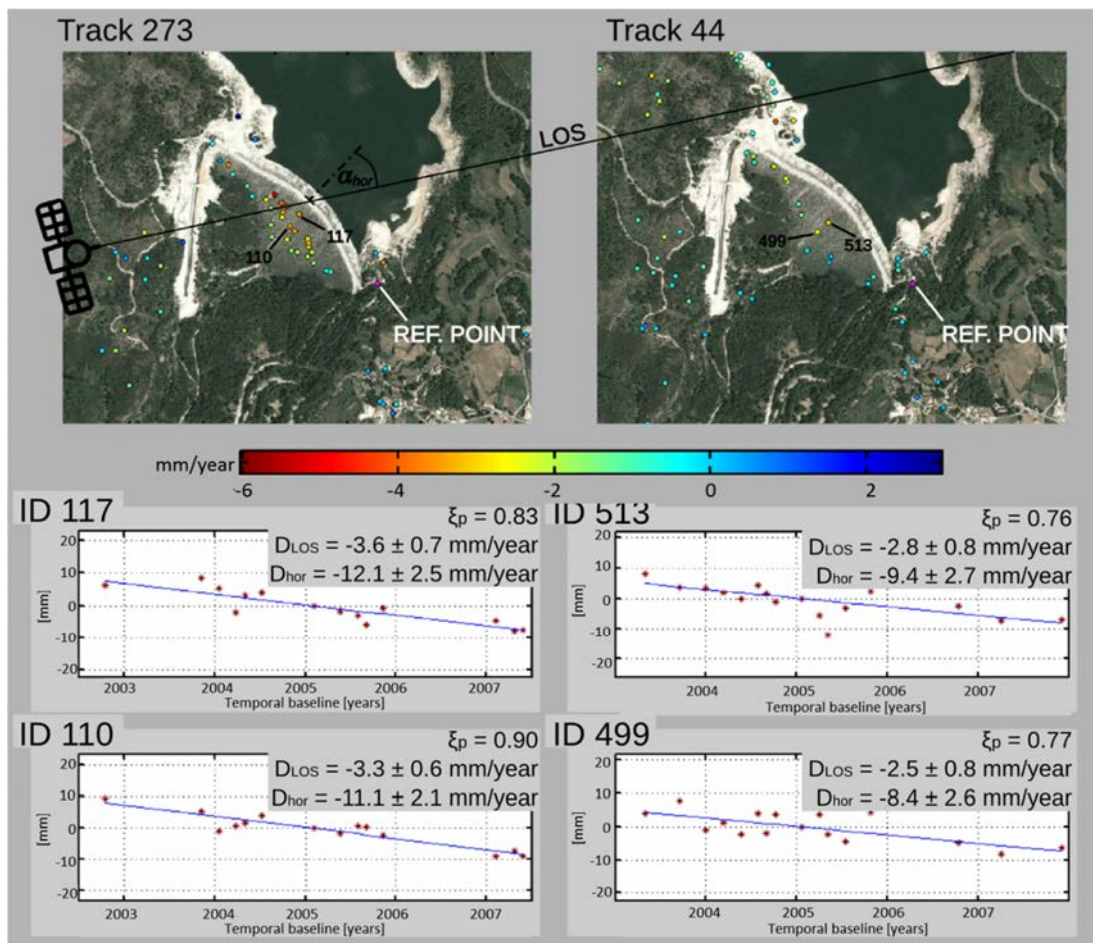 Track 273
Track 44
LOS
αhor
117
110
499
513
REF. POINT
REF. POINT
mm/year
-6 -4 -2 0 2
ID 117
ξp = 0.83
DLOS = -3.6 ± 0.7 mm/year
Dhor = -12.1 ± 2.5 mm/year
20
10
0
-10
-20
[mm]
2003 2004 2005 2006 2007
Temporal baseline [years]
ID 513
ξp = 0.76
DLOS = -2.8 ± 0.8 mm/year
Dhor = -9.4 ± 2.7 mm/year
20
10
0
-10
-20
[mm]
2004 2005 2006 2007
Temporal baseline [years]
ID 110
ξp = 0.90
DLOS = -3.3 ± 0.6 mm/year
Dhor = -11.1 ± 2.1 mm/year
20
10
0
-10
-20
[mm]
2003 2004 2005 2006 2007
Temporal baseline [years]
ID 499
ξp = 0.77
DLOS = -2.5 ± 0.8 mm/year
Dhor = -8.4 ± 2.6 mm/year
20
10
0
-10
-20
[mm]
2004 2005 2006 2007
Temporal baseline [years]